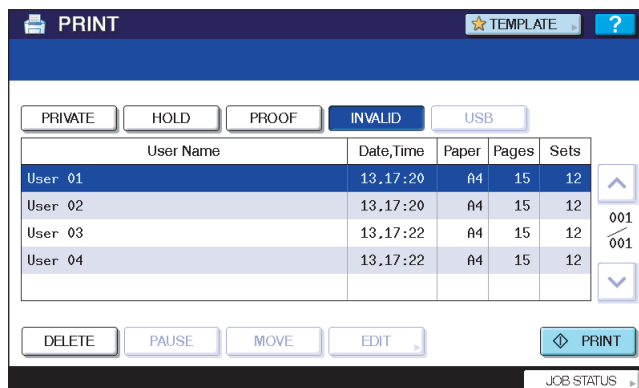 PRINT TEMPLATE ?
PRIVATE HOLD PROOF INVALID USB
User Name Date,Time Paper Pages Sets
User 01 13,17:20 A4 15 12
User 02 13,17:20 A4 15 12
User 03 13,17:22 A4 15 12
User 04 13,17:22 A4 15 12
001
001
DELETE PAUSE MOVE EDIT PRINT
JOB STATUS